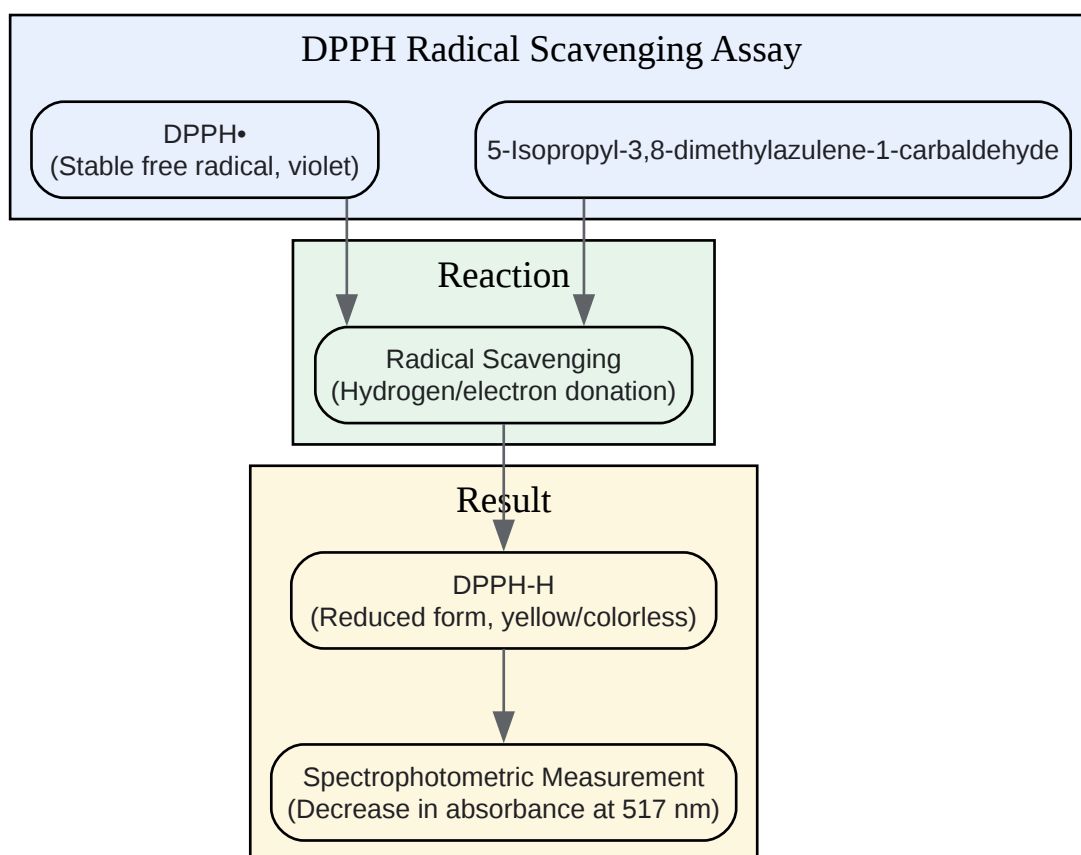 DPPH Radical Scavenging Assay
DPPH•
(Stable free radical, violet)
5-Isopropyl-3,8-dimethylazulene-1-carbaldehyde
Reaction
Radical Scavenging
(Hydrogen/electron donation)
Result
DPPH-H
(Reduced form, yellow/colorless)
Spectrophotometric Measurement
(Decrease in absorbance at 517 nm)